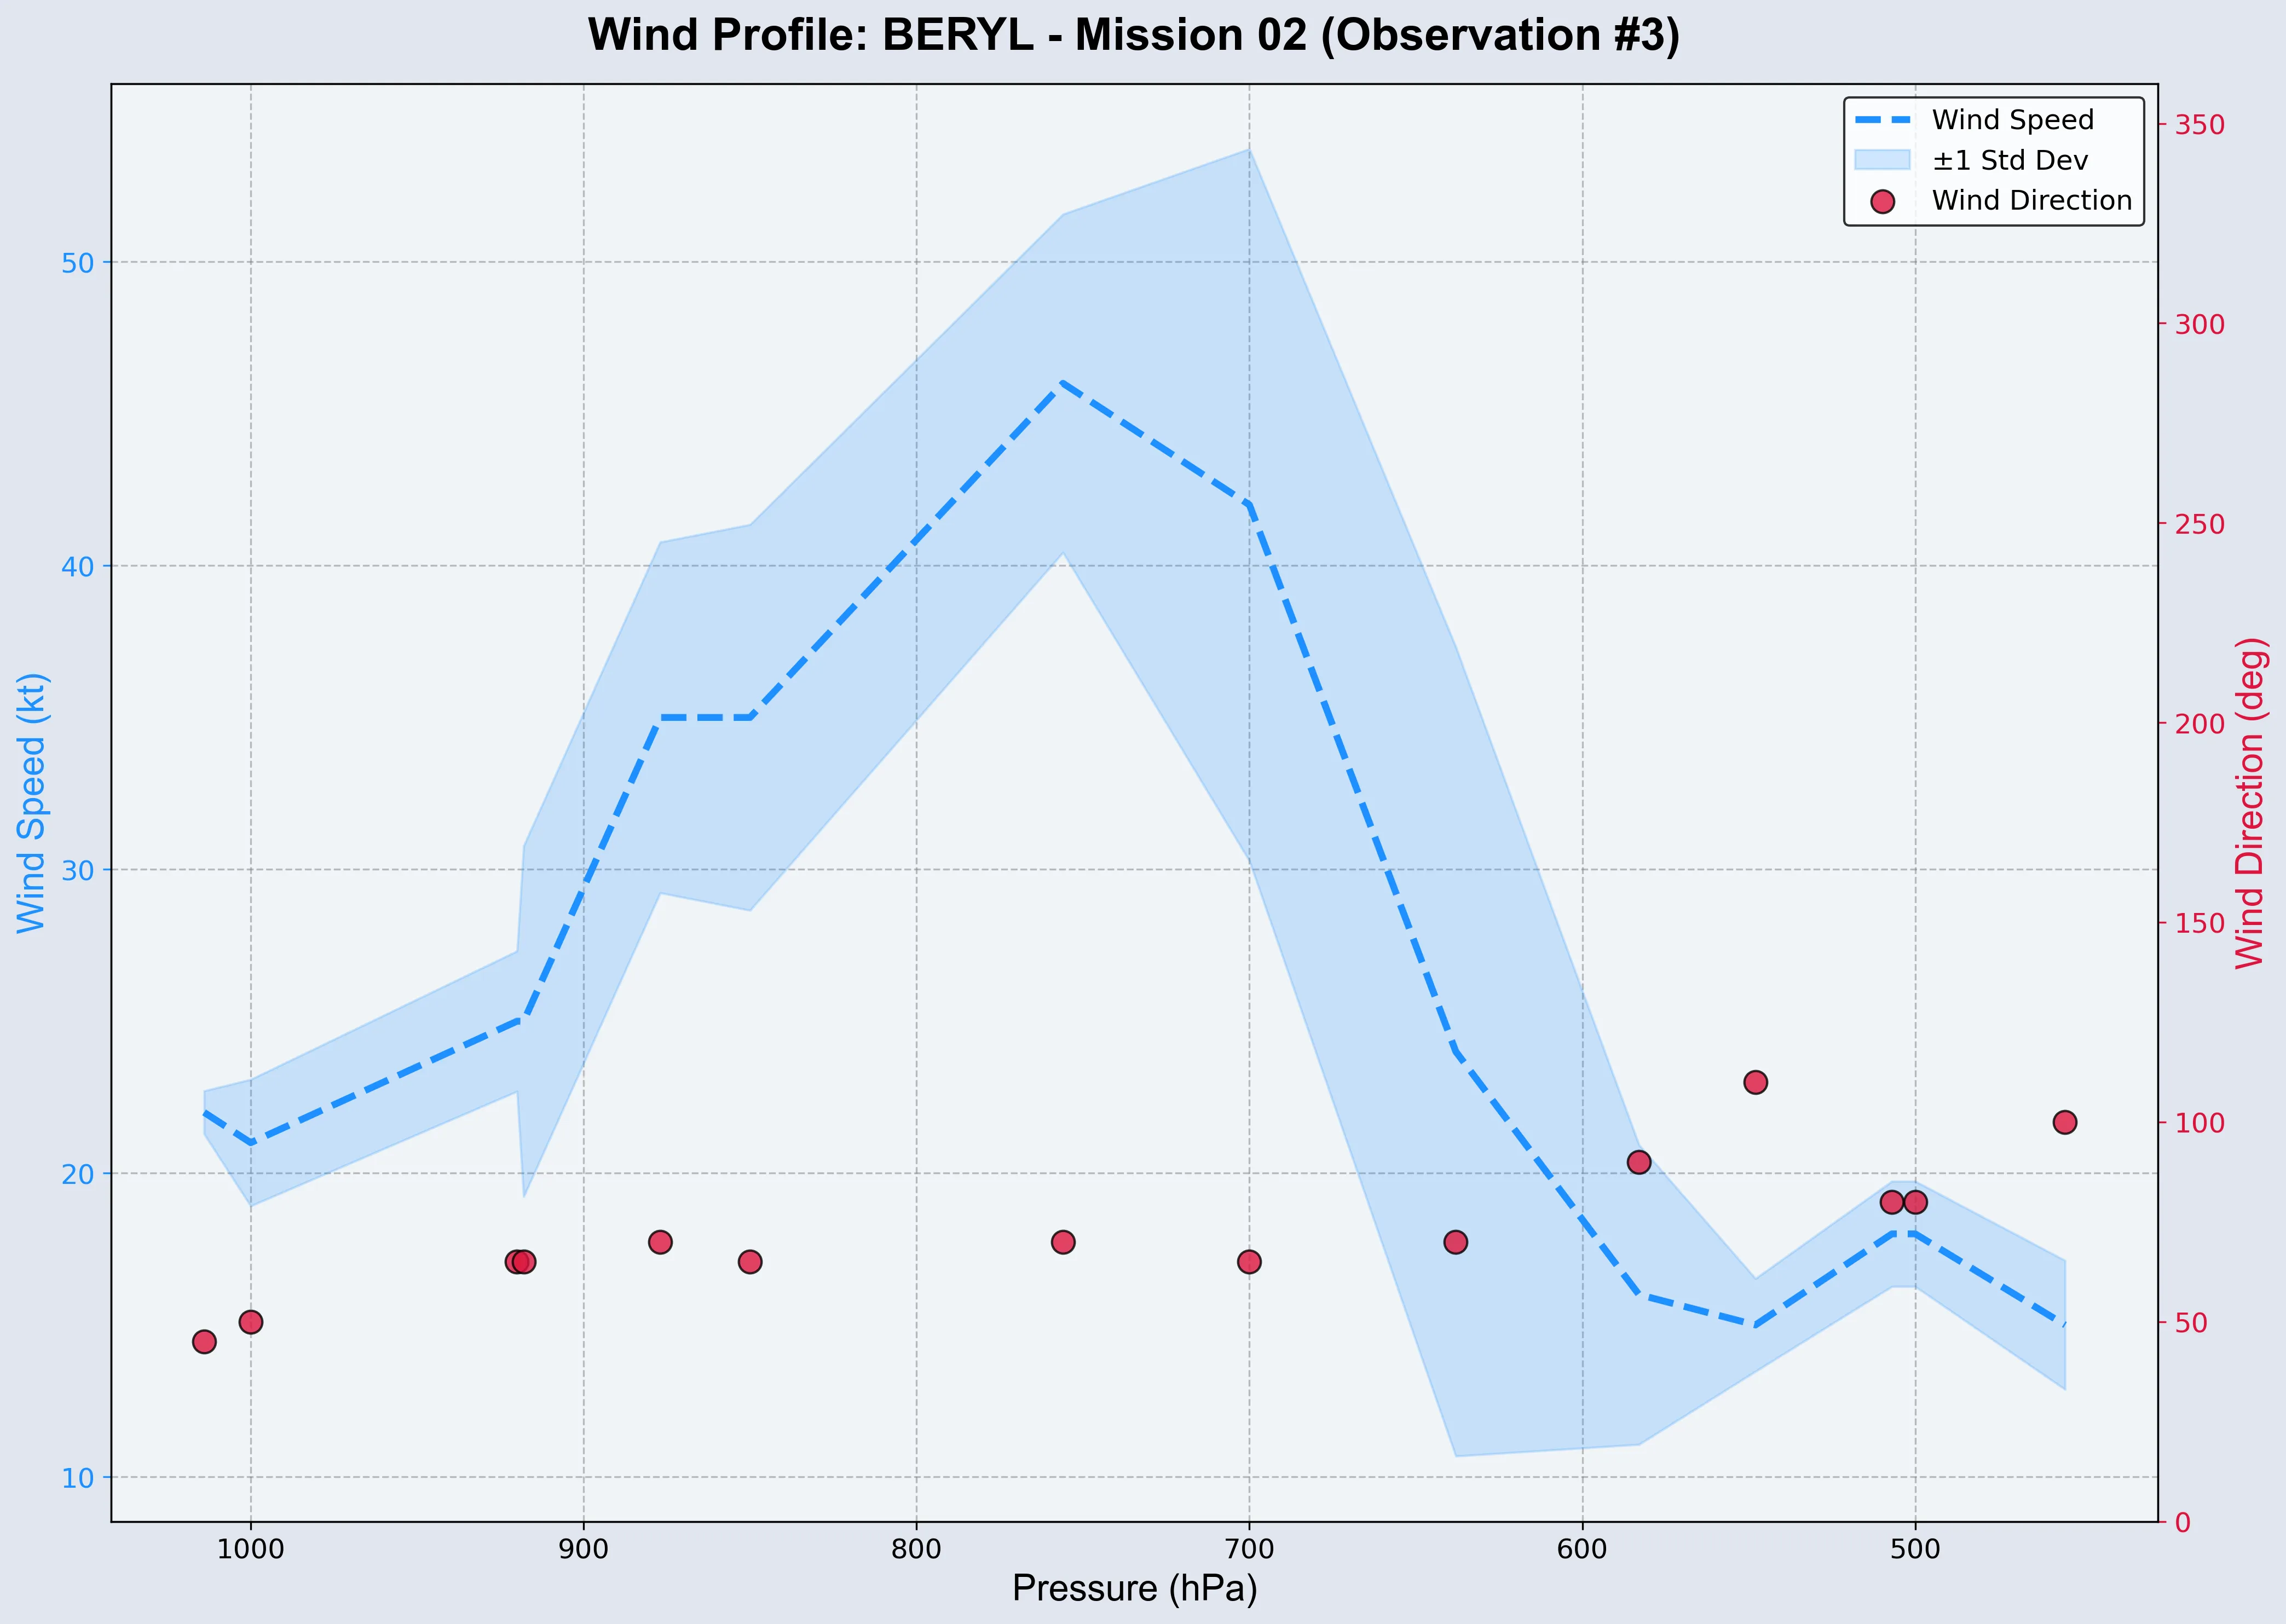 Wind Profile: BERYL - Mission 02 (Observation #3)
Wind Speed
±1 Std Dev
Wind Direction
Wind Speed (kt)
50
40
30
20
10
350
300
250
200
150
100
50
0
Wind Direction (deg)
1000 900 800 700 600 500
Pressure (hPa)